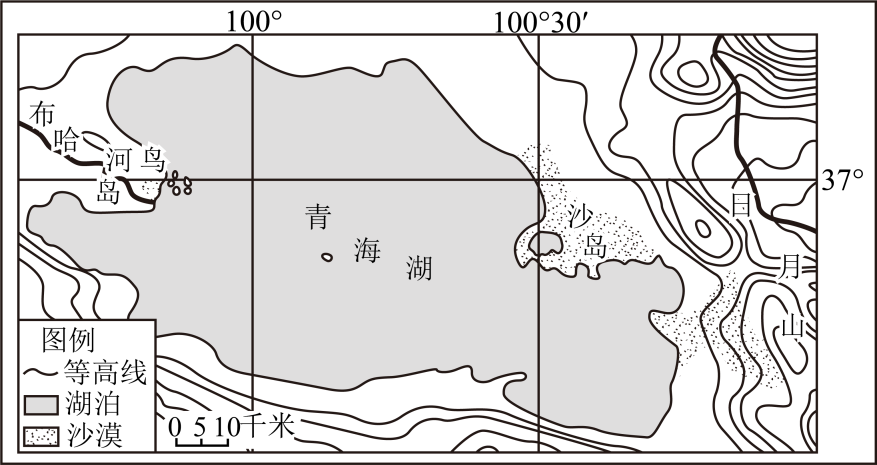 100°
100°30′
布
哈
河
鸟
岛
37°
青
海
湖
沙
岛
日
月
山
图例
等高线
湖泊
沙漠
0 5 10千米